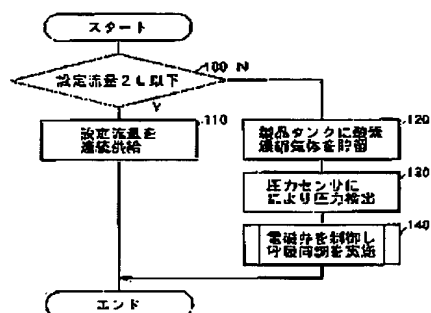 スタート
100
設定流量2L以下
N
Y
110
設定流量を
連続供給
120
製品タンクに酸素
濃縮気体を貯留
130
圧力センサに
により圧力検出
140
電磁弁を制御し
呼吸同期を実施
エンド